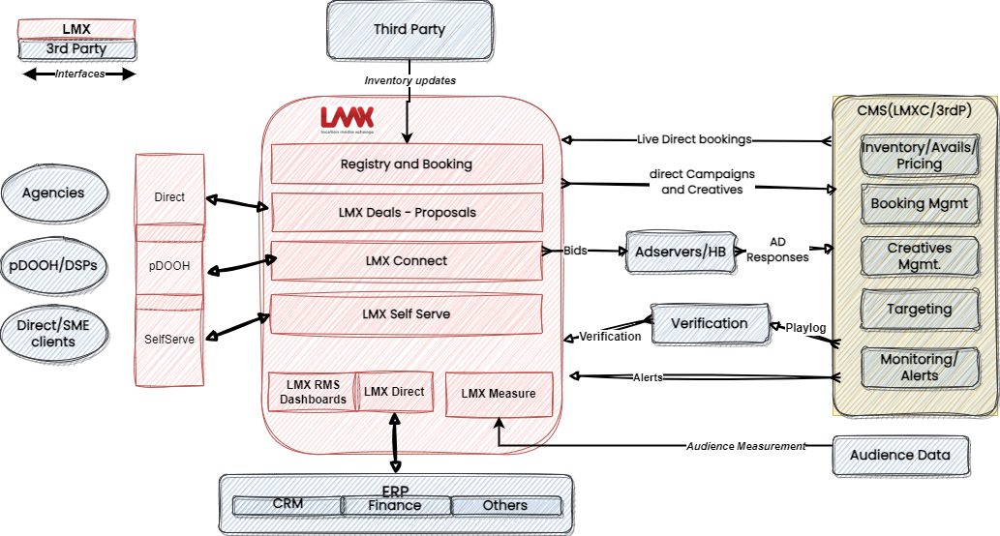 LMX
3rd Party
Interfaces
Third Party
Inventory updates
LMX
location media xchange
Registry and Booking
LMX Deals - Proposals
LMX Connect
LMX Self Serve
LMX RMS
Dashboards
LMX Direct
LMX Measure
Agencies
pDOOH/DSPs
Direct/SME
clients
Direct
pDOOH
SelfServe
Live Direct bookings
direct Campaigns
and Creatives
Bids
Adservers/HB
AD
Responses
Verification
Verification
Playlog
Alerts
Audience Measurement
CMS(LMXC/3rdP)
Inventory/Avails/
Pricing
Booking Mgmt
Creatives
Mgmt.
Targeting
Monitoring/
Alerts
Audience Data
ERP
CRM
Finance
Others